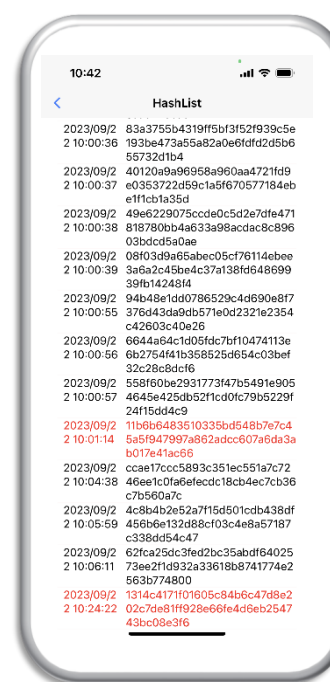 10:42
HashList
2023/09/2 83a3755b4319ff5bf3f52f939c5e
2 10:00:36 193be473a55a82a0e6fdfd2d5b6
55732d1b4
2023/09/2 40120a9a96958a960aa4721fd9
2 10:00:37 e0353722d59c1a5f670577184eb
e1f1cb1a35d
2023/09/2 49e6229075ccde0c5d2e7dfe471
2 10:00:38 818780bb4a633a98acdac8c896
03bdcd5a0ae
2023/09/2 08f03d9a65abec05cf76114ebee
2 10:00:39 3a6a2c45be4c37a138fd648699
39fb14248f4
2023/09/2 94b48e1dd0786529c4d690e8f7
2 10:00:55 376d43da9db571e0d2321e2354
c42603c40e26
2023/09/2 6644a64c1d05fdc7bf10474113e
2 10:00:56 6b2754f41b358525d654c03bef
32c28c8dcf6
2023/09/2 558f60be2931773f47b5491e905
2 10:00:57 4645e425db52f1cd0fc79b5229f
24f15dd4c9
2023/09/2 11b6b6483510335bd548b7e7c4
2 10:01:14 5a5f947997a862adcc607a6da3a
b017e41ac66
2023/09/2 ccae17ccc5893c351ec551a7c72
2 10:04:38 46ee1c0fa6efecdc18cb4ec7cb36
c7b560a7c
2023/09/2 4c8b4b2e52a7f15d501cdb438df
2 10:05:59 456b6e132d88cf03c4e8a57187
c338dd54c47
2023/09/2 62fca25dc3fed2bc35abdf64025
2 10:06:11 73ee2f1d932a33618b8741774e2
563b774800
2023/09/2 1314c4171f01605c84b6c47d8e2
2 10:24:22 02c7de81ff928e66fe4d6eb2547
43bc08e3f6